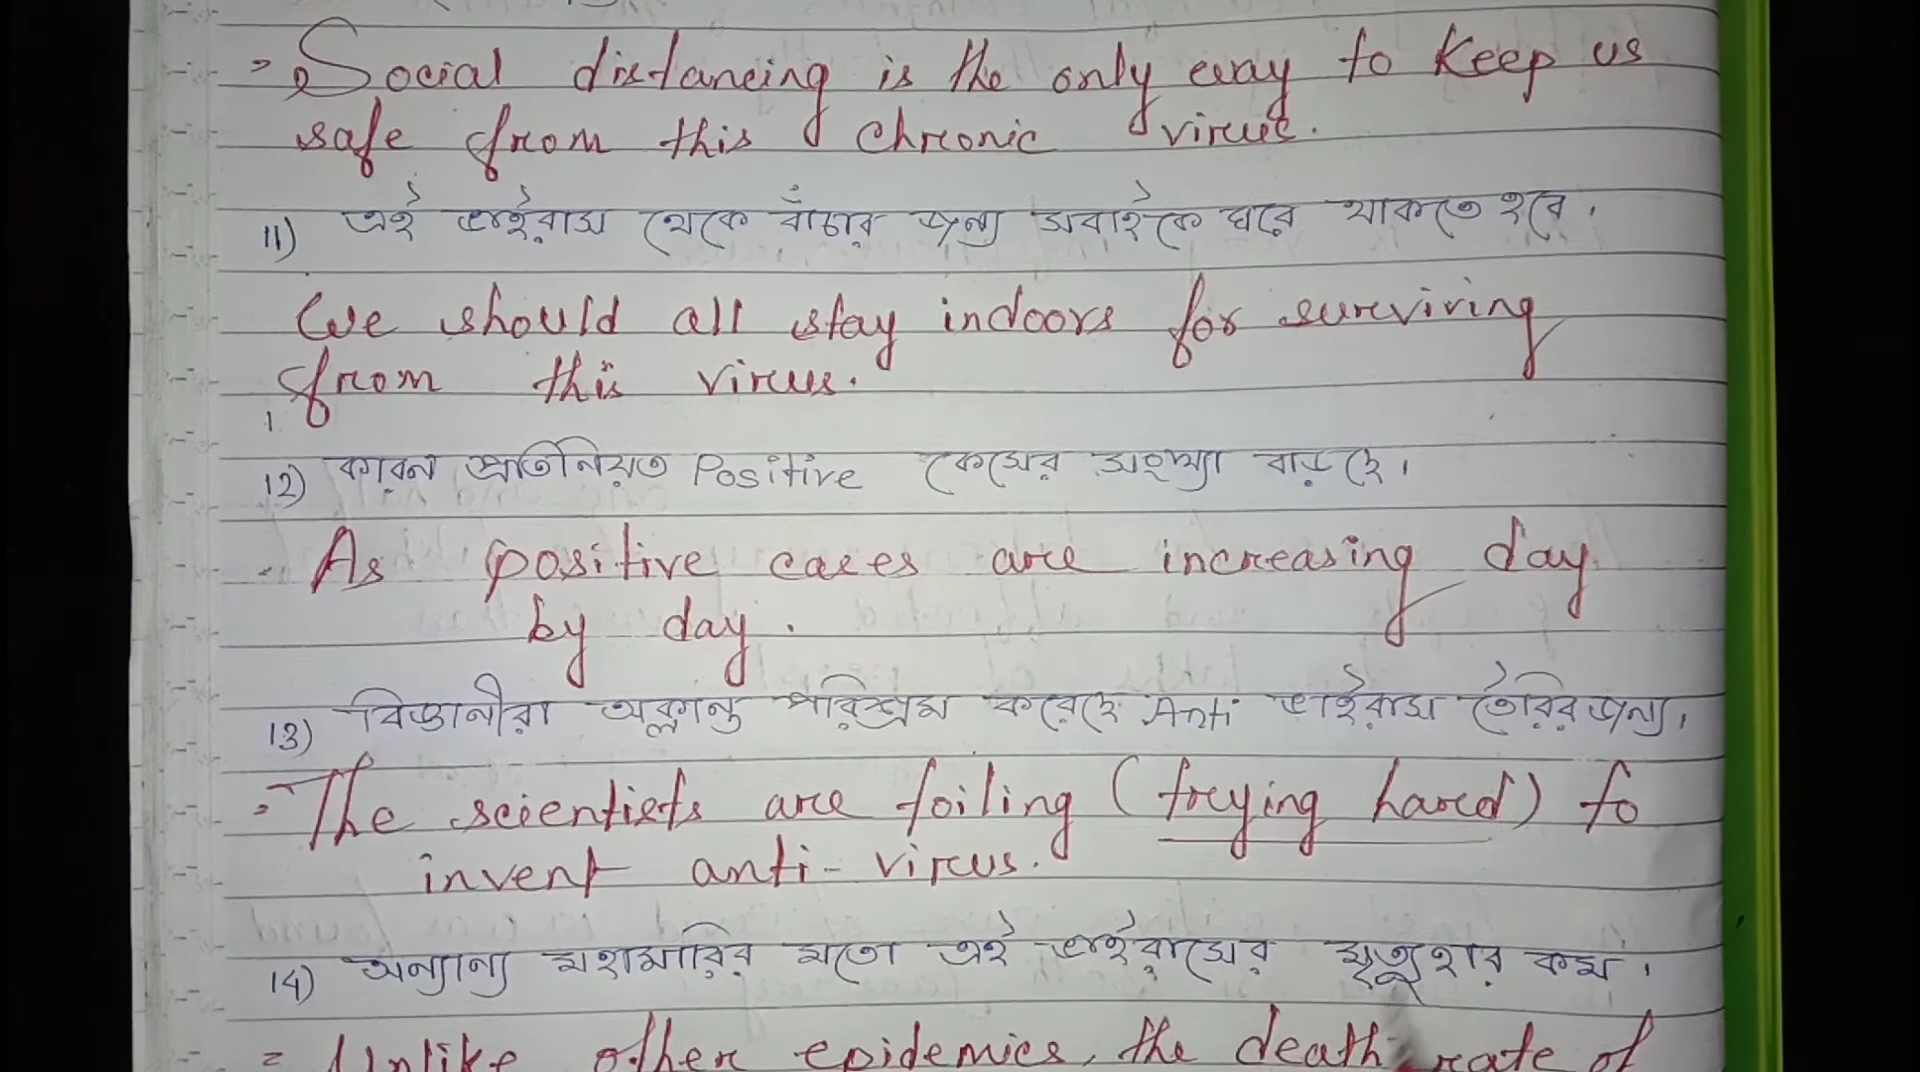 Social distancing is the only way to keep us
safe from this chronic virus.
11) এই ভাইরাস থেকে বাঁচার জন্য সবাইকে ঘরে থাকতে হবে।
We should all stay indoors for surviving
from this virus.
12) কারন প্রতিনিয়ত Positive কেসের সংখ্যা বাড়ছে।
As positive cases are increasing day
by day.
13) বিজ্ঞানীরা অক্লান্ত পরিশ্রম করেছে Anti ভাইরাস তৈরির জন্য।
= The scientists are toiling (trying hard) to
invent anti-virus.
14) অন্যান্য মহামারির মতো এই ভাইরাসের মৃত্যুহার কম।
= Unlike other epidemics, the death rate of